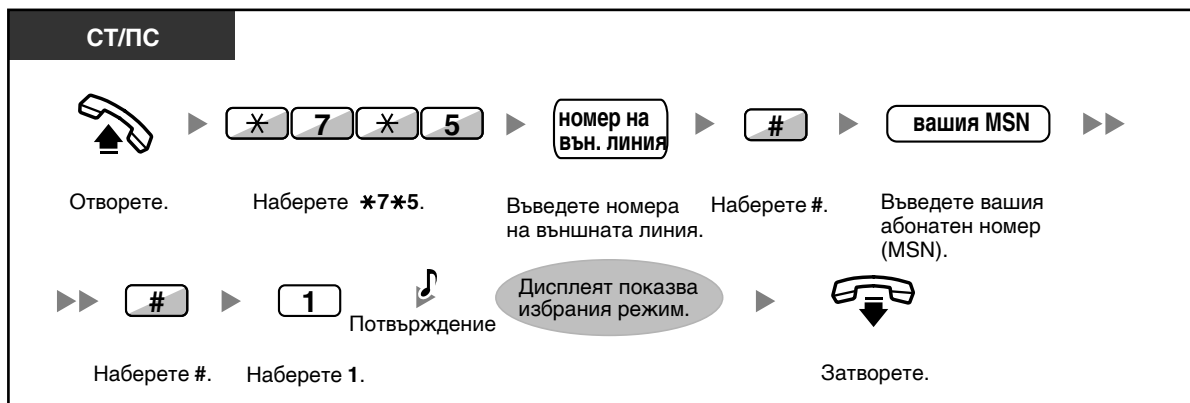 СТ/ПС
✳ 7 ✳ 5 номер на вън. линия # вашия MSN
Отворете. Наберете ✳7✳5. Въведете номера на външната линия. Наберете #. Въведете вашия абонатен номер (MSN).
# 1 Потвърждение Дисплеят показва избрания режим.
Наберете #. Наберете 1. Затворете.